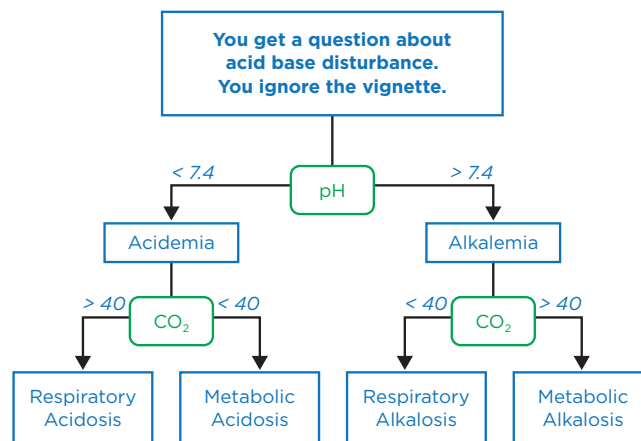 You get a question about
acid base disturbance.
You ignore the vignette.
< 7.4
> 7.4
pH
Acidemia
Alkalemia
> 40
< 40
< 40
> 40
CO₂
CO₂
Respiratory
Acidosis
Metabolic
Acidosis
Respiratory
Alkalosis
Metabolic
Alkalosis